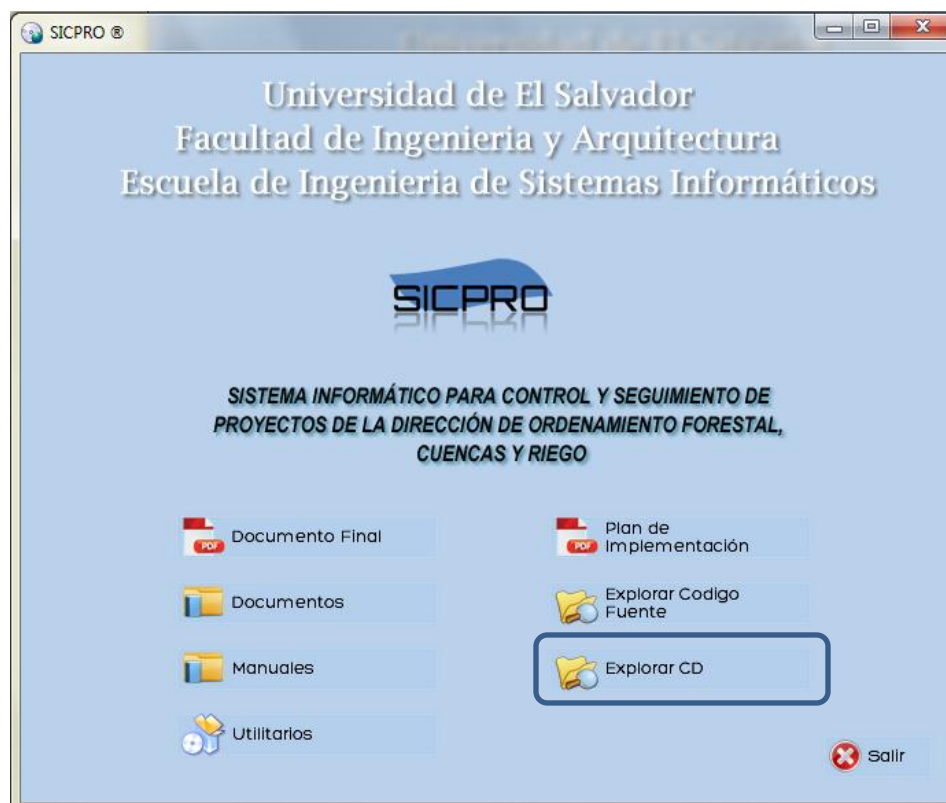 SICPRO ®
Universidad de El Salvador
Facultad de Ingenieria y Arquitectura
Escuela de Ingenieria de Sistemas Informáticos
SICPRO
SISTEMA INFORMÁTICO PARA CONTROL Y SEGUIMIENTO DE
PROYECTOS DE LA DIRECCIÓN DE ORDENAMIENTO FORESTAL,
CUENCAS Y RIEGO
PDF Documento Final
PDF Plan de
Implementación
Documentos
Explorar Codigo
Fuente
Manuales
Explorar CD
Utilitarios
Salir